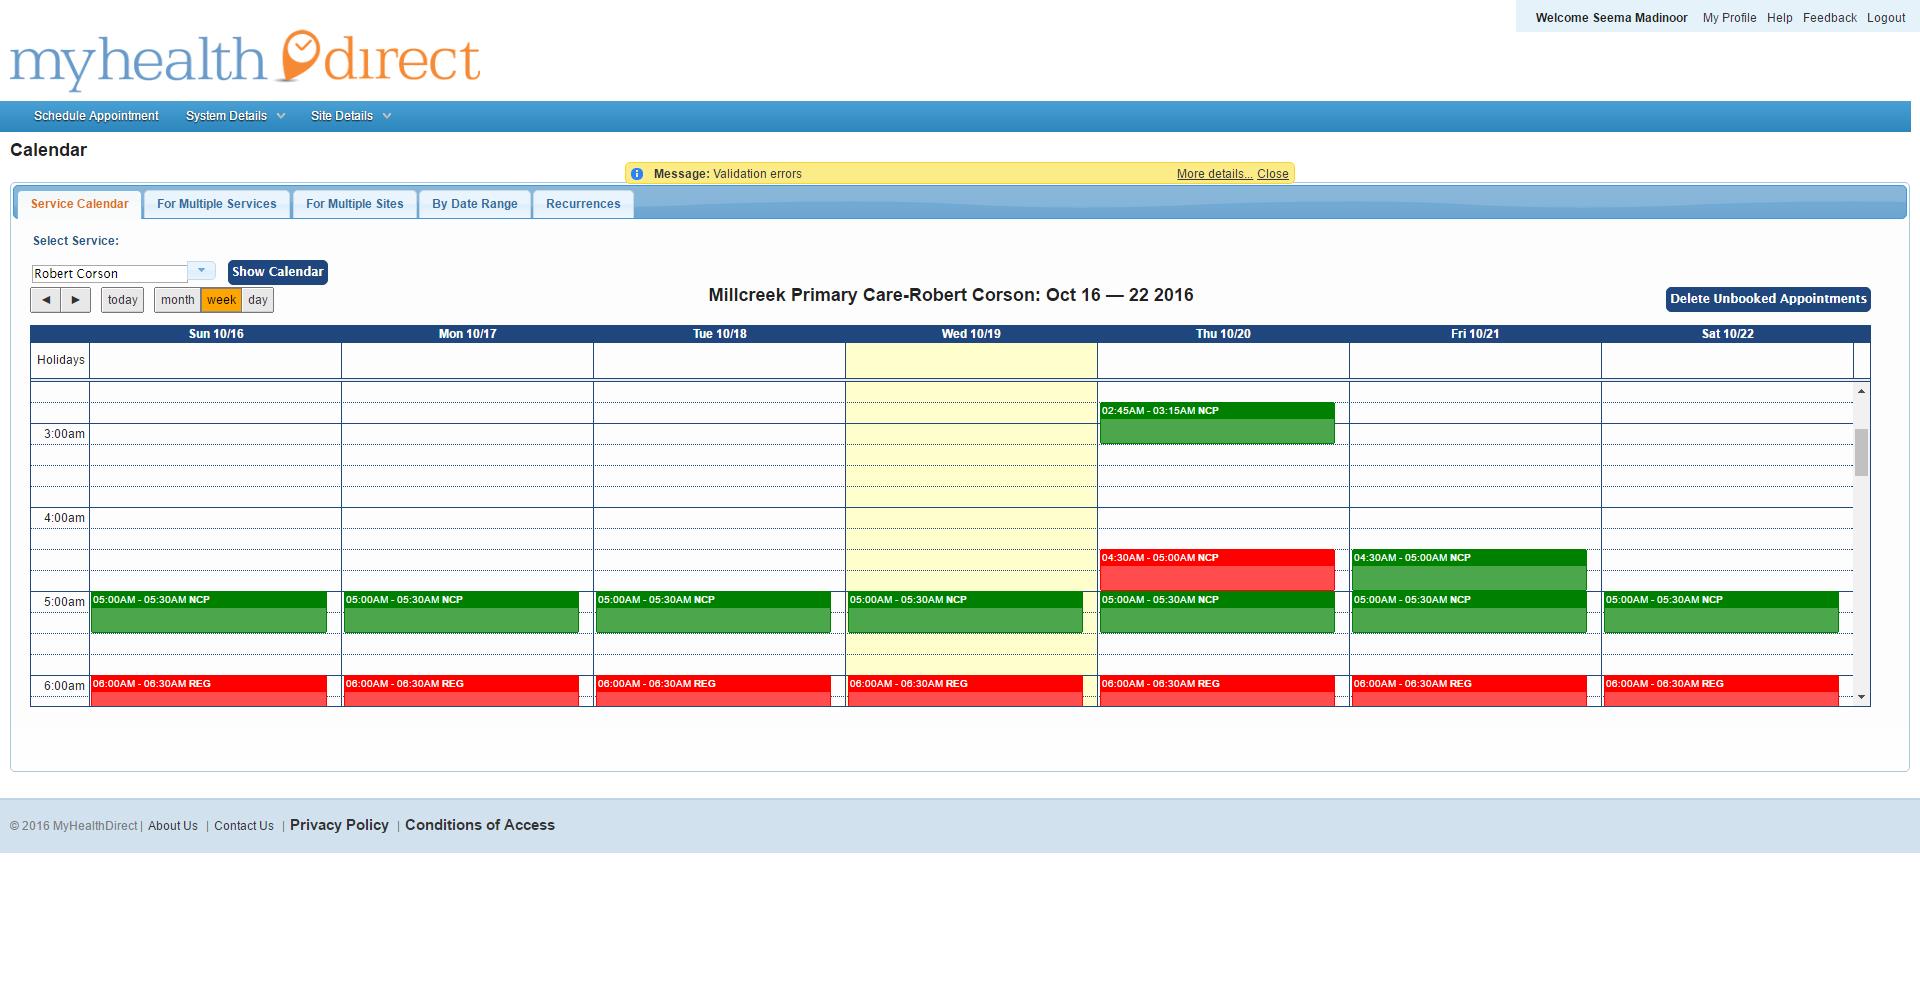 Welcome Seema Madinoor My Profile Help Feedback Logout
myhealth direct
Schedule Appointment System Details Site Details
Calendar
Message: Validation errors More details... Close
Service Calendar For Multiple Services For Multiple Sites By Date Range Recurrences
Select Service:
Robert Corson Show Calendar
today month week day Millcreek Primary Care-Robert Corson: Oct 16 — 22 2016 Delete Unbooked Appointments
Sun 10/16 Mon 10/17 Tue 10/18 Wed 10/19 Thu 10/20 Fri 10/21 Sat 10/22
Holidays
02:45AM - 03:15AM NCP
3:00am
4:00am
04:30AM - 05:00AM NCP 04:30AM - 05:00AM NCP
5:00am 05:00AM - 05:30AM NCP 05:00AM - 05:30AM NCP 05:00AM - 05:30AM NCP 05:00AM - 05:30AM NCP 05:00AM - 05:30AM NCP 05:00AM - 05:30AM NCP 05:00AM - 05:30AM NCP
6:00am 06:00AM - 06:30AM REG 06:00AM - 06:30AM REG 06:00AM - 06:30AM REG 06:00AM - 06:30AM REG 06:00AM - 06:30AM REG 06:00AM - 06:30AM REG 06:00AM - 06:30AM REG
© 2016 MyHealthDirect | About Us | Contact Us | Privacy Policy | Conditions of Access